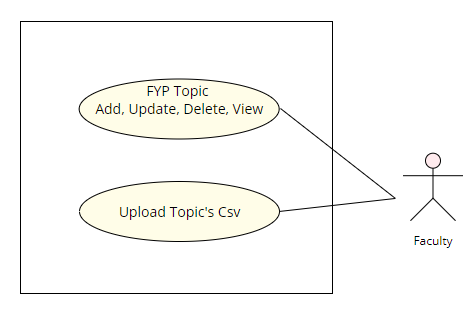 FYP Topic
Add, Update, Delete, View
Upload Topic's Csv
Faculty